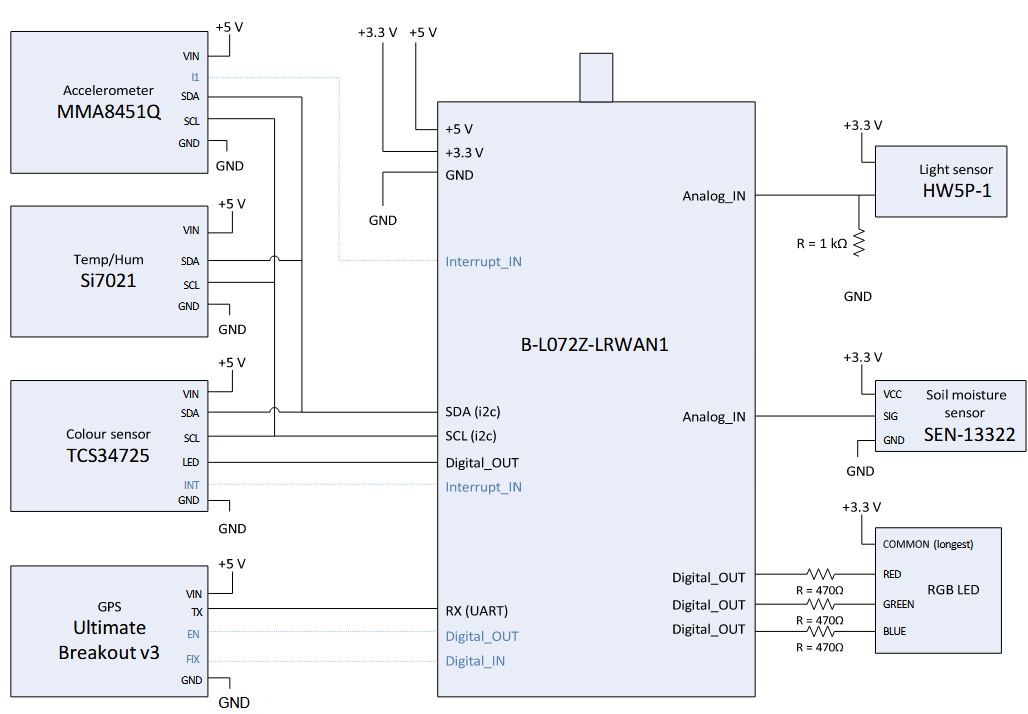 +5 V
VIN
I1
Accelerometer
MMA8451Q
SDA
SCL
GND
GND
+5 V
VIN
Temp/Hum
Si7021
SDA
SCL
GND
GND
+5 V
VIN
SDA
Colour sensor
TCS34725
SCL
LED
INT
GND
GND
+5 V
VIN
GPS
Ultimate
Breakout v3
TX
EN
FIX
GND
GND
+3.3 V +5 V
+5 V
+3.3 V
GND
GND
Interrupt_IN
B-L072Z-LRWAN1
SDA (i2c)
SCL (i2c)
Digital_OUT
Interrupt_IN
RX (UART)
Digital_OUT
Digital_IN
Analog_IN
Analog_IN
Digital_OUT
Digital_OUT
Digital_OUT
+3.3 V
Light sensor
HW5P-1
R = 1 kΩ
GND
+3.3 V
VCC
SIG
GND
Soil moisture
sensor
SEN-13322
GND
+3.3 V
COMMON (longest)
RED
GREEN
BLUE
RGB LED
R = 470Ω
R = 470Ω
R = 470Ω